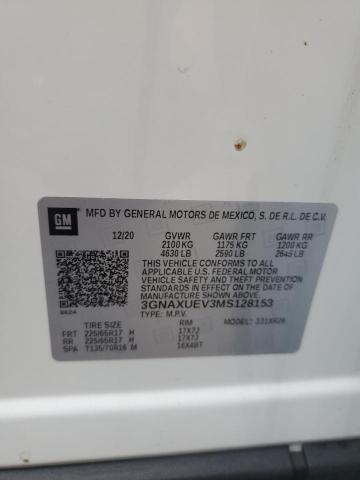 GM
MFD BY GENERAL MOTORS DE MEXICO, S. DE R.L. DE C.V.
12/20 GVWR GAWR FRT GAWR RR
2100 KG 1175 KG 1200 KG
4630 LB 2590 LB 2645 LB
THIS VEHICLE CONFORMS TO ALL
APPLICABLE U.S. FEDERAL MOTOR
VEHICLE SAFETY AND THEFT PREVENTION
STANDARDS IN EFFECT ON THE DATE
OF MANUFACTURE SHOWN ABOVE.
3GNAXUEV3MS128153
TYPE: M.P.V. MODEL:
TIRE SIZE RIM
FRT 225/65R17 H 17X7J
RR 225/65R17 H 17X7J
SPA T135/70R16 M 16X4BT